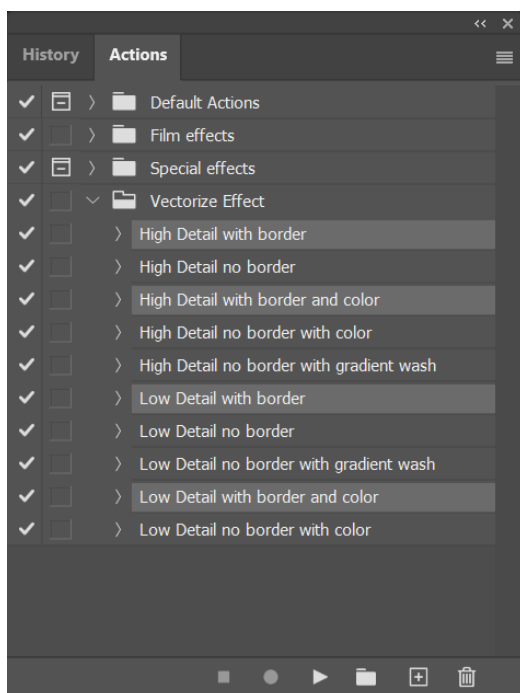 History Actions
Default Actions
Film effects
Special effects
Vectorize Effect
High Detail with border
High Detail no border
High Detail with border and color
High Detail no border with color
High Detail no border with gradient wash
Low Detail with border
Low Detail no border
Low Detail no border with gradient wash
Low Detail with border and color
Low Detail no border with color